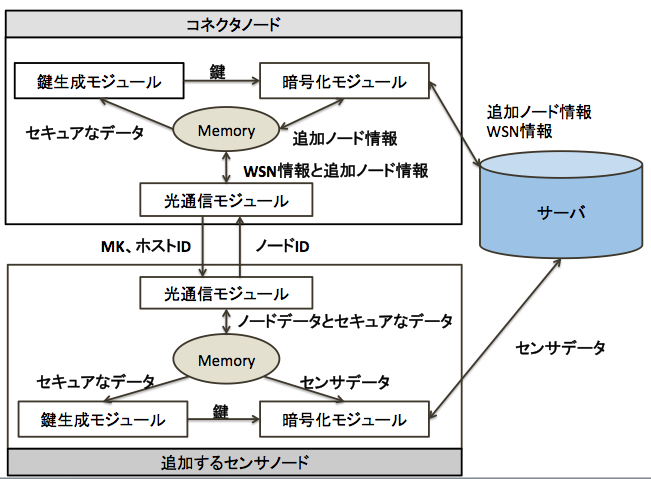 コネクタノード
鍵生成モジュール
鍵
暗号化モジュール
セキュアなデータ
Memory
追加ノード情報
追加ノード情報
WSN情報
WSN情報と追加ノード情報
光通信モジュール
サーバ
MK、ホストID
ノードID
光通信モジュール
ノードデータとセキュアなデータ
Memory
センサデータ
セキュアなデータ
センサデータ
鍵生成モジュール
鍵
暗号化モジュール
追加するセンサノード